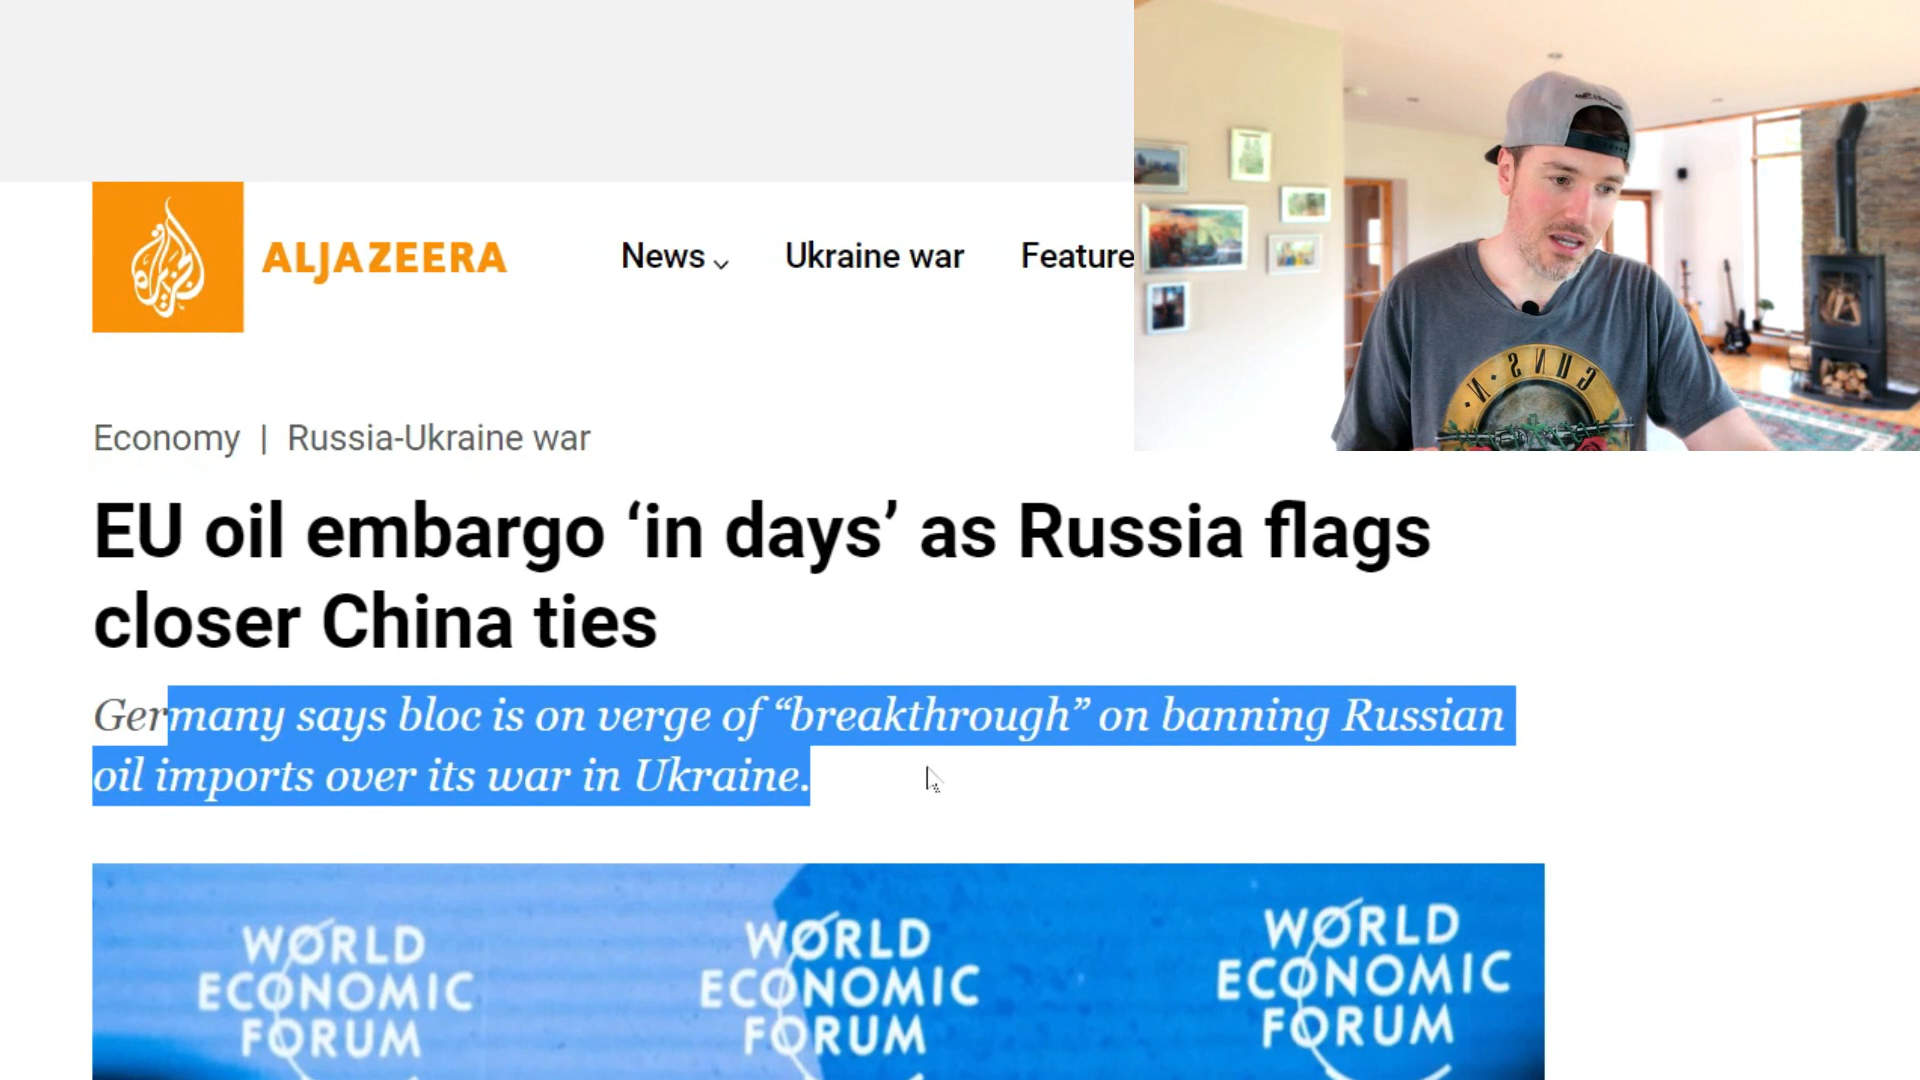 ALJAZEERA
News
Ukraine war
Feature
Economy | Russia-Ukraine war
EU oil embargo ‘in days’ as Russia flags
closer China ties
Germany says bloc is on verge of “breakthrough” on banning Russian
oil imports over its war in Ukraine.
GUNS N
WORLD
ECONOMIC
FORUM
WORLD
ECONOMIC
FORUM
WORLD
ECONOMIC
FORUM